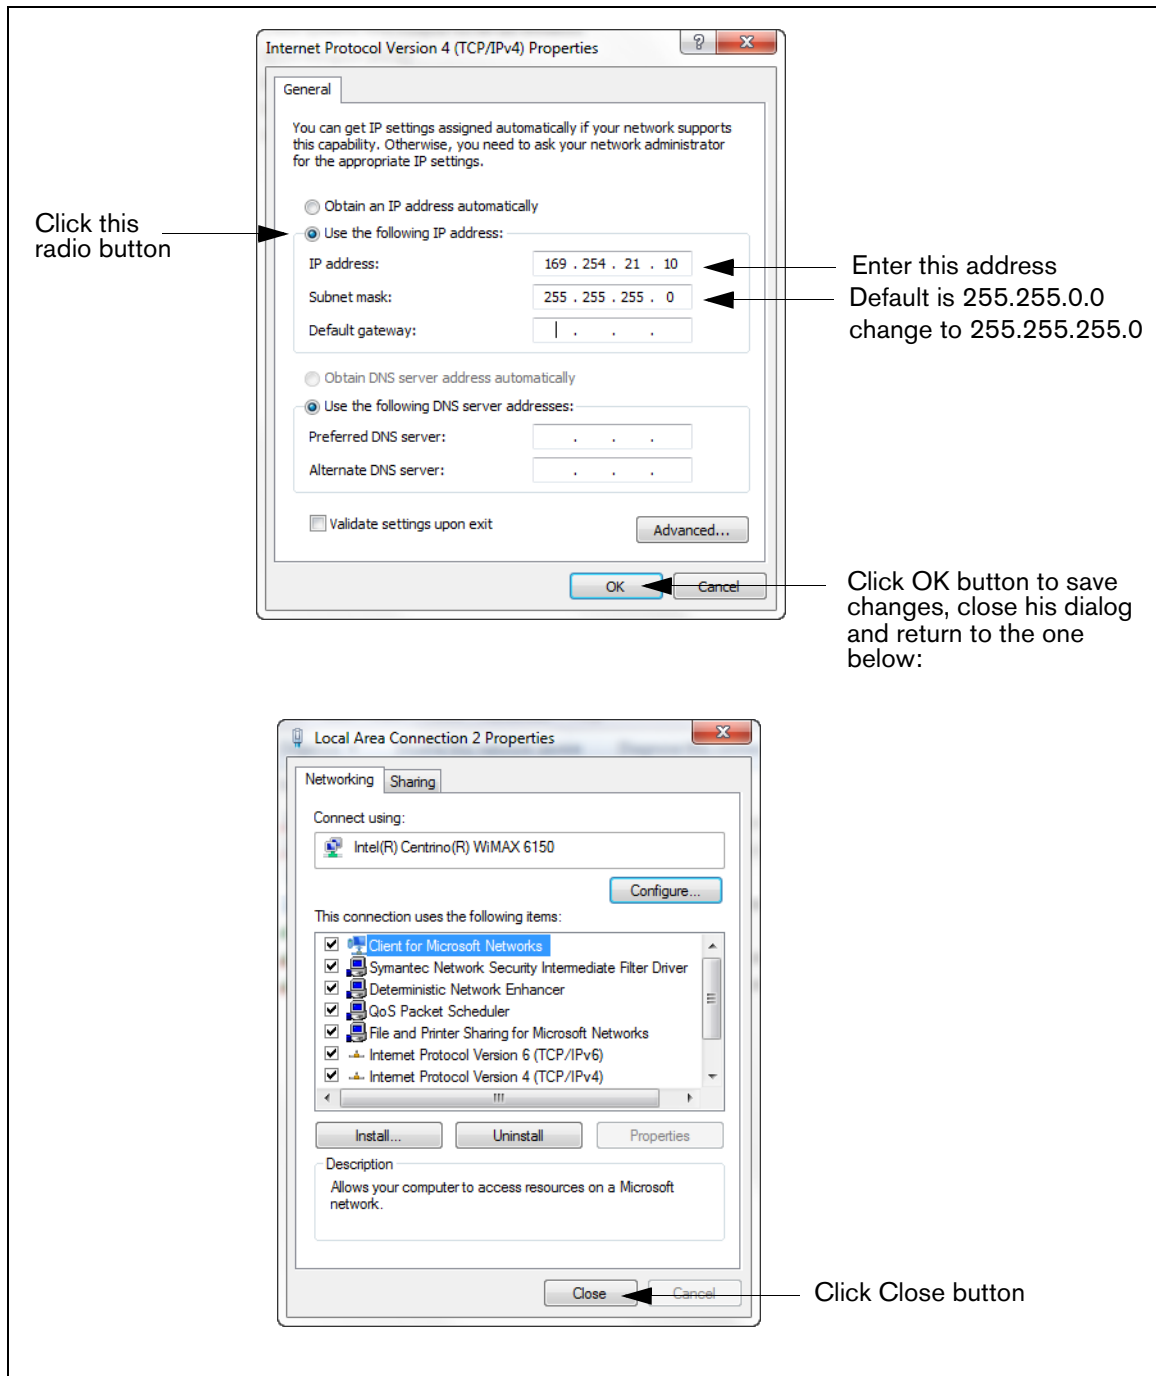 Internet Protocol Version 4 (TCP/IPv4) Properties
General
You can get IP settings assigned automatically if your network supports
this capability. Otherwise, you need to ask your network administrator
for the appropriate IP settings.
Obtain an IP address automatically
Click this
radio button
Use the following IP address:
IP address: 169 . 254 . 21 . 10
Enter this address
Subnet mask: 255 . 255 . 255 . 0
Default is 255.255.0.0
change to 255.255.255.0
Default gateway: . . .
Obtain DNS server address automatically
Use the following DNS server addresses:
Preferred DNS server: . . .
Alternate DNS server: . . .
Validate settings upon exit
Advanced...
OK Cancel
Click OK button to save
changes, close his dialog
and return to the one
below:
Local Area Connection 2 Properties
Networking Sharing
Connect using:
Intel(R) Centrino(R) WiMAX 6150
Configure...
This connection uses the following items:
Client for Microsoft Networks
Symantec Network Security Intermediate Filter Driver
Deterministic Network Enhancer
QoS Packet Scheduler
File and Printer Sharing for Microsoft Networks
Internet Protocol Version 6 (TCP/IPv6)
Internet Protocol Version 4 (TCP/IPv4)
Install... Uninstall Properties
Description
Allows your computer to access resources on a Microsoft
network.
Close Cancel
Click Close button